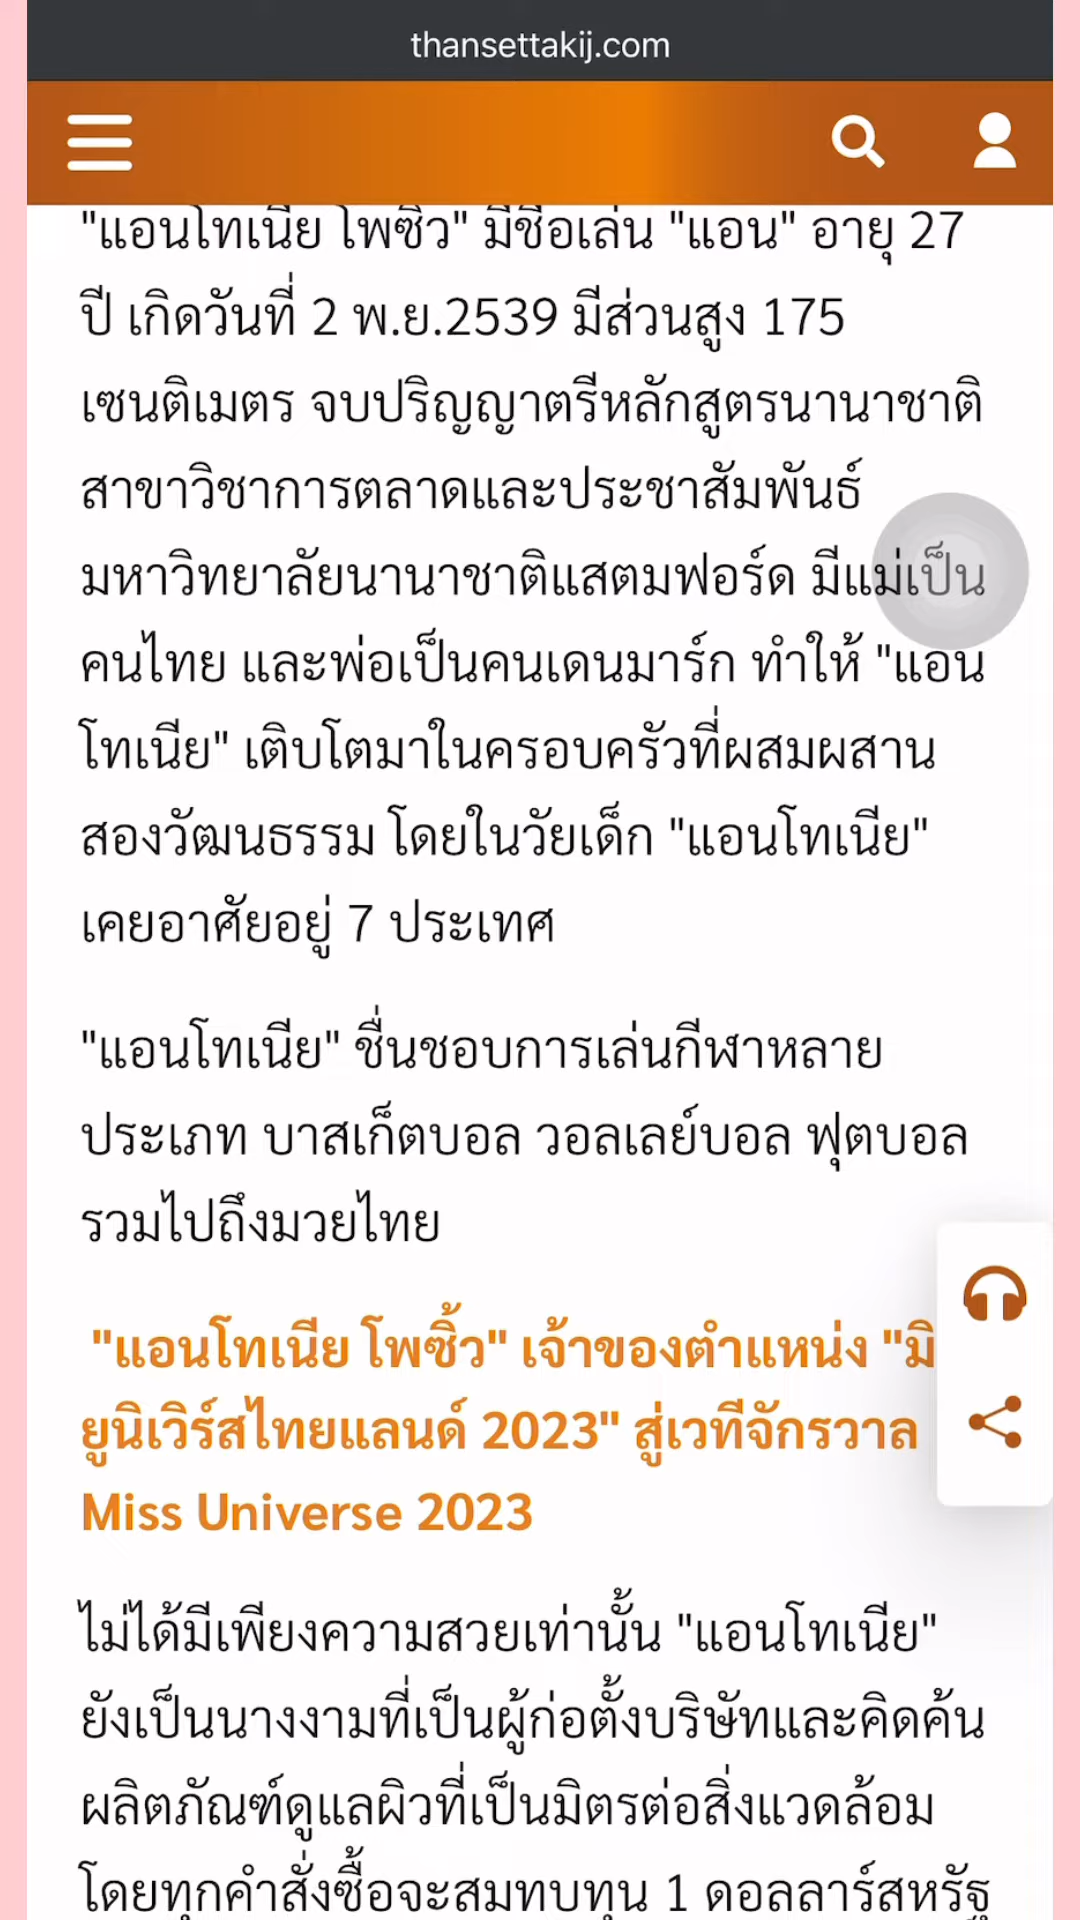 thansettakij.com
"แอนโทเนีย โพซิ้ว" มีชื่อเล่น "แอน" อายุ 27
ปี เกิดวันที่ 2 พ.ย.2539 มีส่วนสูง 175
เซนติเมตร จบปริญญาตรีหลักสูตรนานาชาติ
สาขาวิชาการตลาดและประชาสัมพันธ์
มหาวิทยาลัยนานาชาติแสตมฟอร์ด มีแม่เป็น
คนไทย และพ่อเป็นคนเดนมาร์ก ทำให้ "แอน
โทเนีย" เติบโตมาในครอบครัวที่ผสมผสาน
สองวัฒนธรรม โดยในวัยเด็ก "แอนโทเนีย"
เคยอาศัยอยู่ 7 ประเทศ
"แอนโทเนีย" ชื่นชอบการเล่นกีฬาหลาย
ประเภท บาสเก็ตบอล วอลเลย์บอล ฟุตบอล
รวมไปถึงมวยไทย
"แอนโทเนีย โพซิ้ว" เจ้าของตำแหน่ง "มิ
ยูนิเวิร์สไทยแลนด์ 2023" สู่เวทีจักรวาล
Miss Universe 2023
ไม่ได้มีเพียงความสวยเท่านั้น "แอนโทเนีย"
ยังเป็นนางงามที่เป็นผู้ก่อตั้งบริษัทและคิดค้น
ผลิตภัณฑ์ดูแลผิวที่เป็นมิตรต่อสิ่งแวดล้อม
โดยทุกคำสั่งซื้อจะสมทบทุน 1 ดอลลาร์สหรัฐ